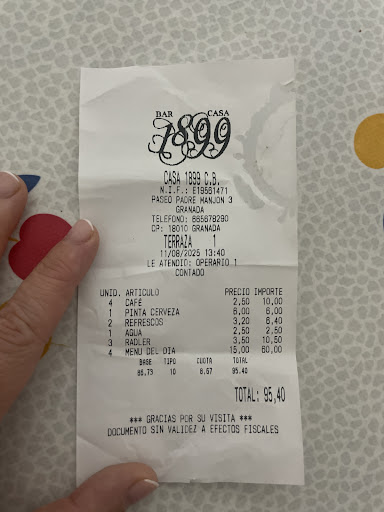 BAR CASA
1899
CASA 1899 C.B.
N.I.F.: E19561471
PASEO PADRE MANJON 3
GRANADA
TELEFONO: 665678290
CP: 18010 GRANADA
TERRAZA 1
11/08/2025 13:40
LE ATENDIO: OPERARIO 1
CONTADO
UNID. ARTICULO PRECIO IMPORTE
4 CAFE 2,50 10,00
1 PINTA CERVEZA 6,00 6,00
2 REFRESCOS 3,20 6,40
1 AGUA 2,50 2,50
3 RADLER 3,50 10,50
4 MENU DEL DIA 15,00 60,00
BASE TIPO CUOTA TOTAL
86,73 10 8,67 95,40
TOTAL: 95,40
*** GRACIAS POR SU VISITA ***
DOCUMENTO SIN VALIDEZ A EFECTOS FISCALES